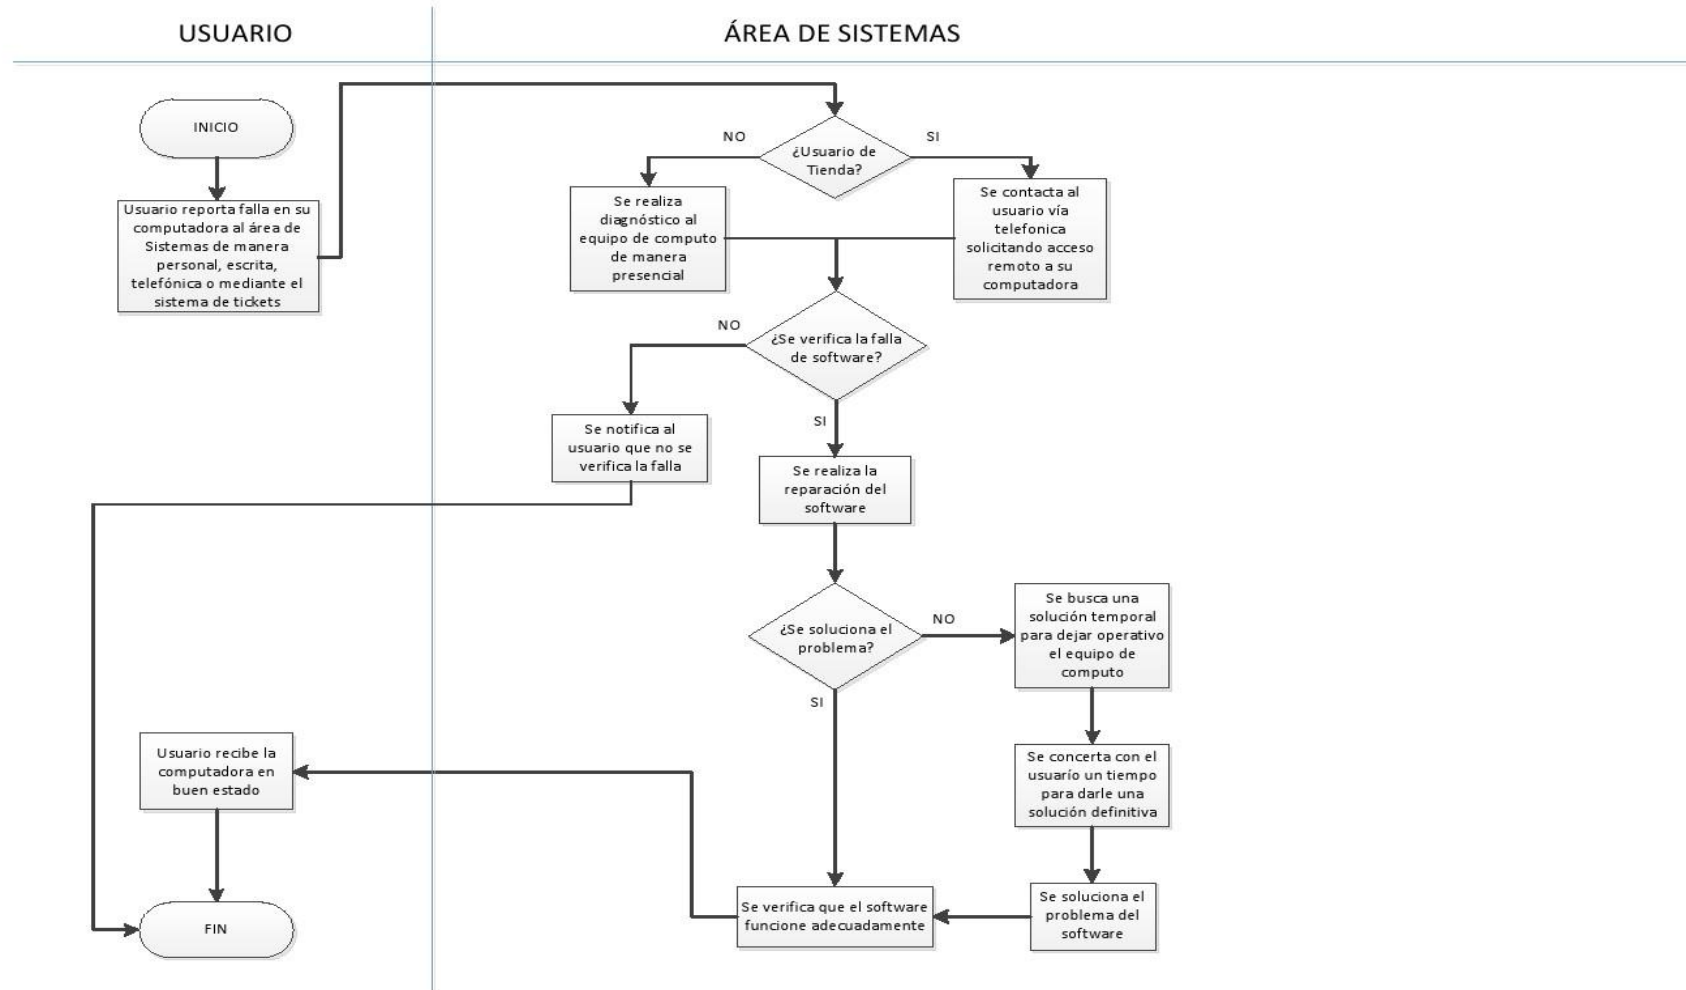 USUARIO
ÁREA DE SISTEMAS
INICIO
Usuario reporta falla en su
computadora al área de
Sistemas de manera
personal, escrita,
telefónica o mediante el
sistema de tickets
NO
SI
¿Usuario de
Tienda?
Se realiza
diagnóstico al
equipo de computo
de manera
presencial
Se contacta al
usuario vía
telefonica
solicitando acceso
remoto a su
computadora
NO
¿Se verifica la falla
de software?
SI
Se notifica al
usuario que no se
verifica la falla
Se realiza la
reparación del
software
¿Se soluciona el
problema?
NO
SI
Se busca una
solución temporal
para dejar operativo
el equipo de
computo
Se concerta con el
usuarío un tiempo
para darle una
solución definitiva
Se soluciona el
problema del
software
Se verifica que el software
funcione adecuadamente
Usuario recibe la
computadora en
buen estado
FIN